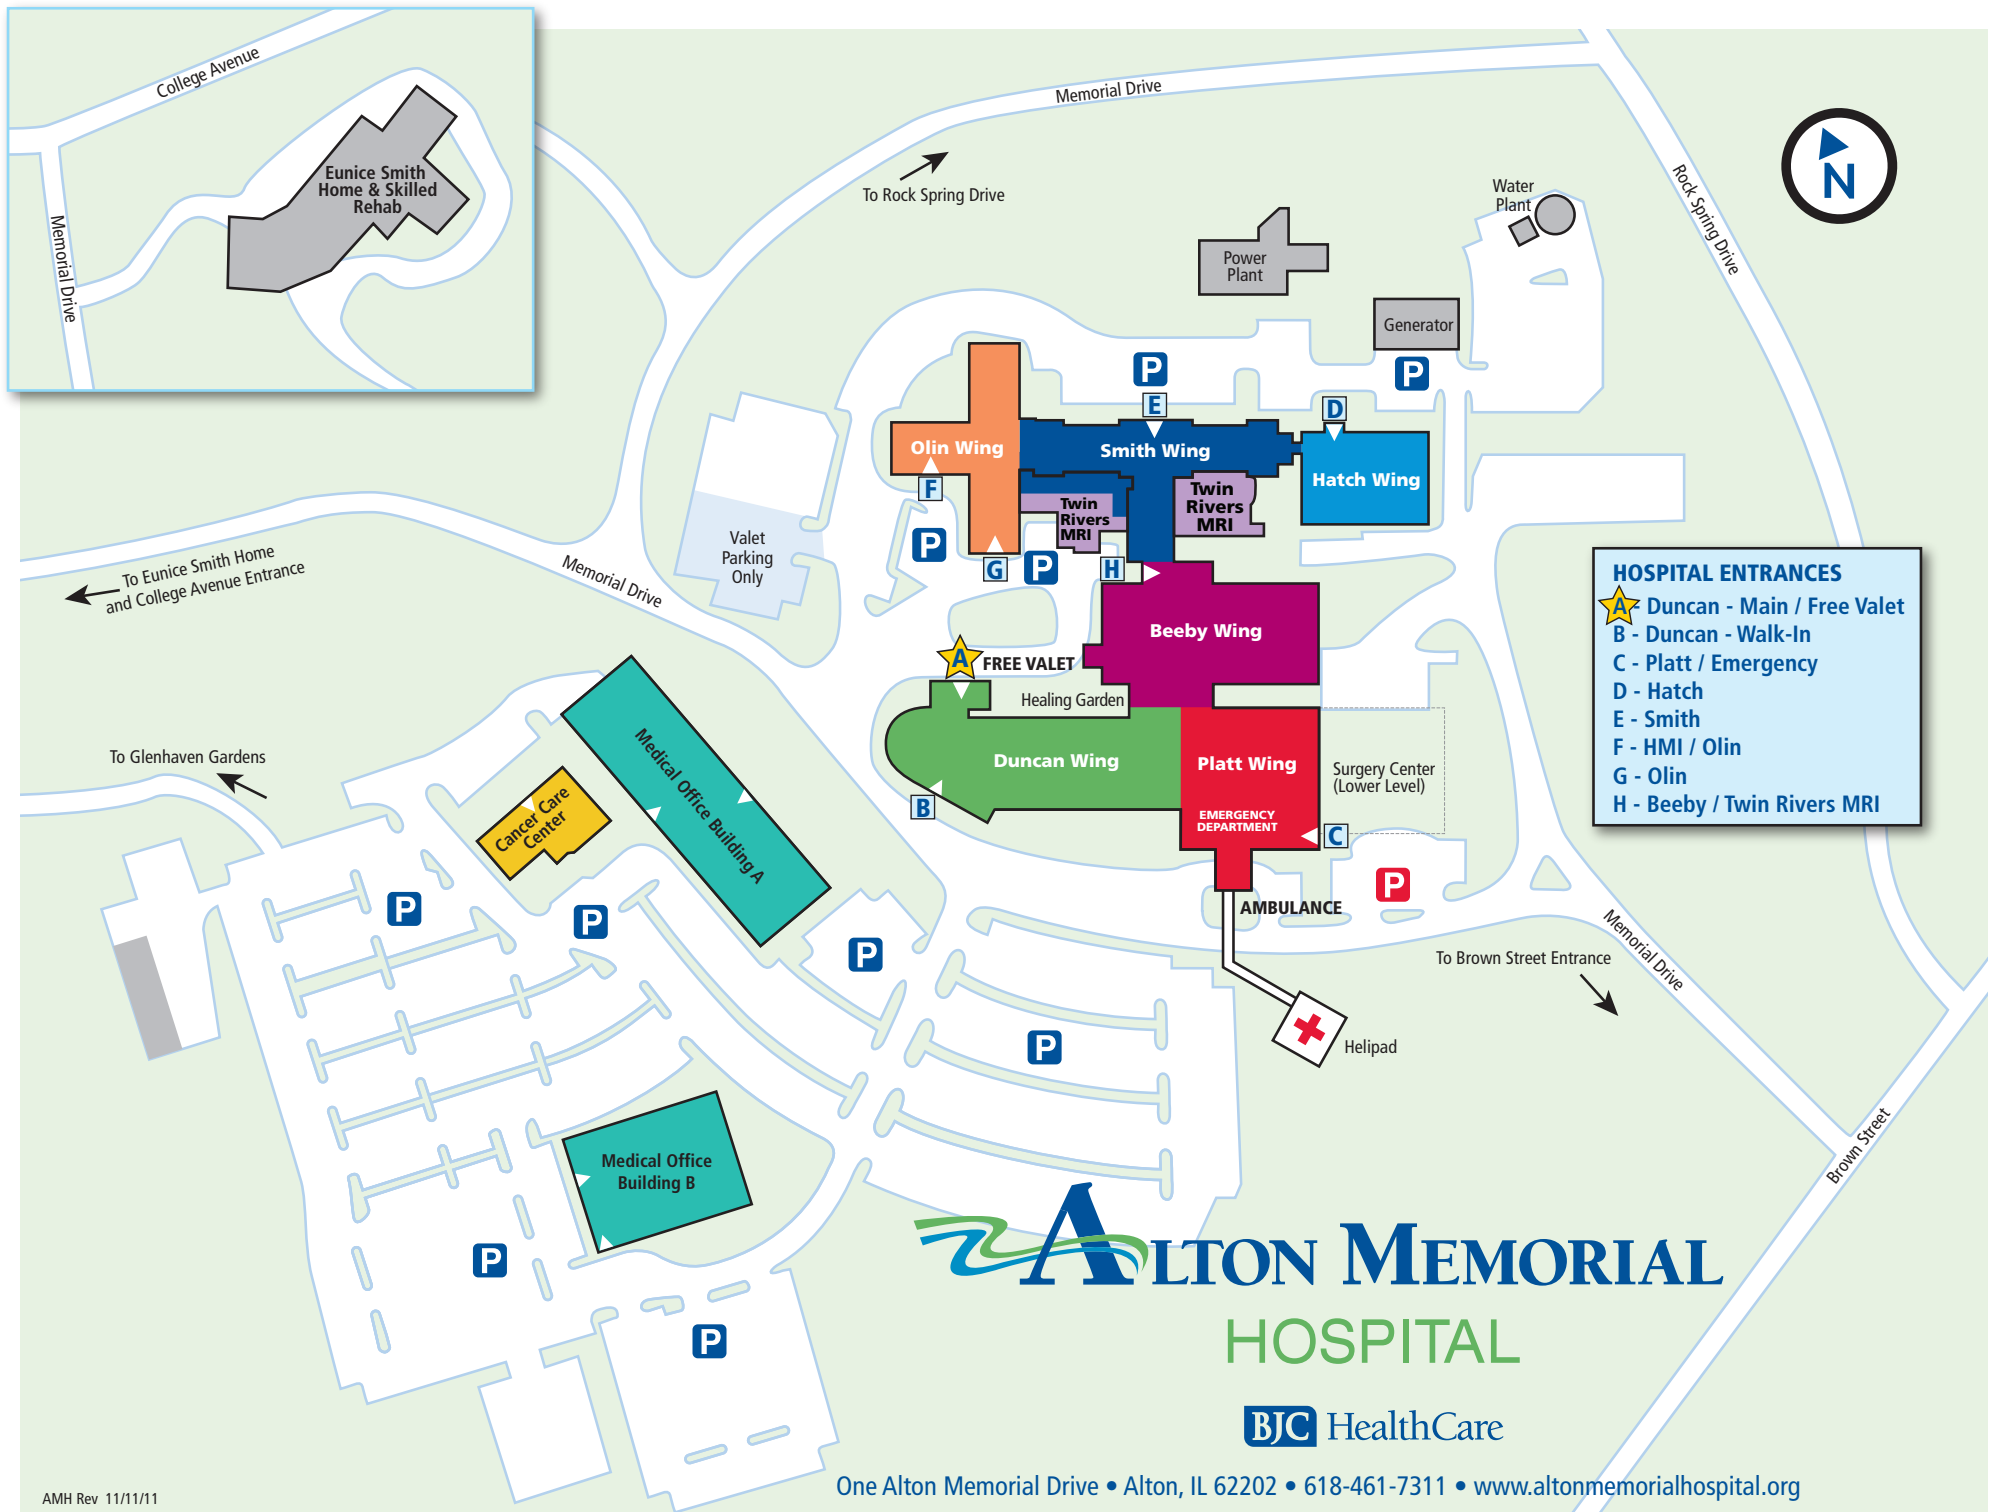 College Avenue
Eunice Smith
Home & Skilled
Rehab
Memorial Drive
Memorial Drive
To Rock Spring Drive
Rock Spring Drive
N
Water
Plant
Power
Plant
Generator
P
P
E
D
Olin Wing
Smith Wing
Hatch Wing
F
Twin
Rivers
MRI
Twin
Rivers
MRI
P
G
P
H
Valet
Parking
Only
To Eunice Smith Home
and College Avenue Entrance
Memorial Drive
Beeby Wing
A
FREE VALET
Healing Garden
HOSPITAL ENTRANCES
A - Duncan - Main / Free Valet
B - Duncan - Walk-In
C - Platt / Emergency
D - Hatch
E - Smith
F - HMI / Olin
G - Olin
H - Beeby / Twin Rivers MRI
To Glenhaven Gardens
Medical Office Building A
Cancer Care
Center
Duncan Wing
Platt Wing
Surgery Center
(Lower Level)
B
EMERGENCY
DEPARTMENT
C
P
P
P
P
AMBULANCE
Memorial Drive
To Brown Street Entrance
P
Helipad
Brown Street
Medical Office
Building B
P
P
ALTON MEMORIAL
HOSPITAL
BJC HealthCare
One Alton Memorial Drive • Alton, IL 62202 • 618-461-7311 • www.altonmemorialhospital.org
AMH Rev 11/11/11